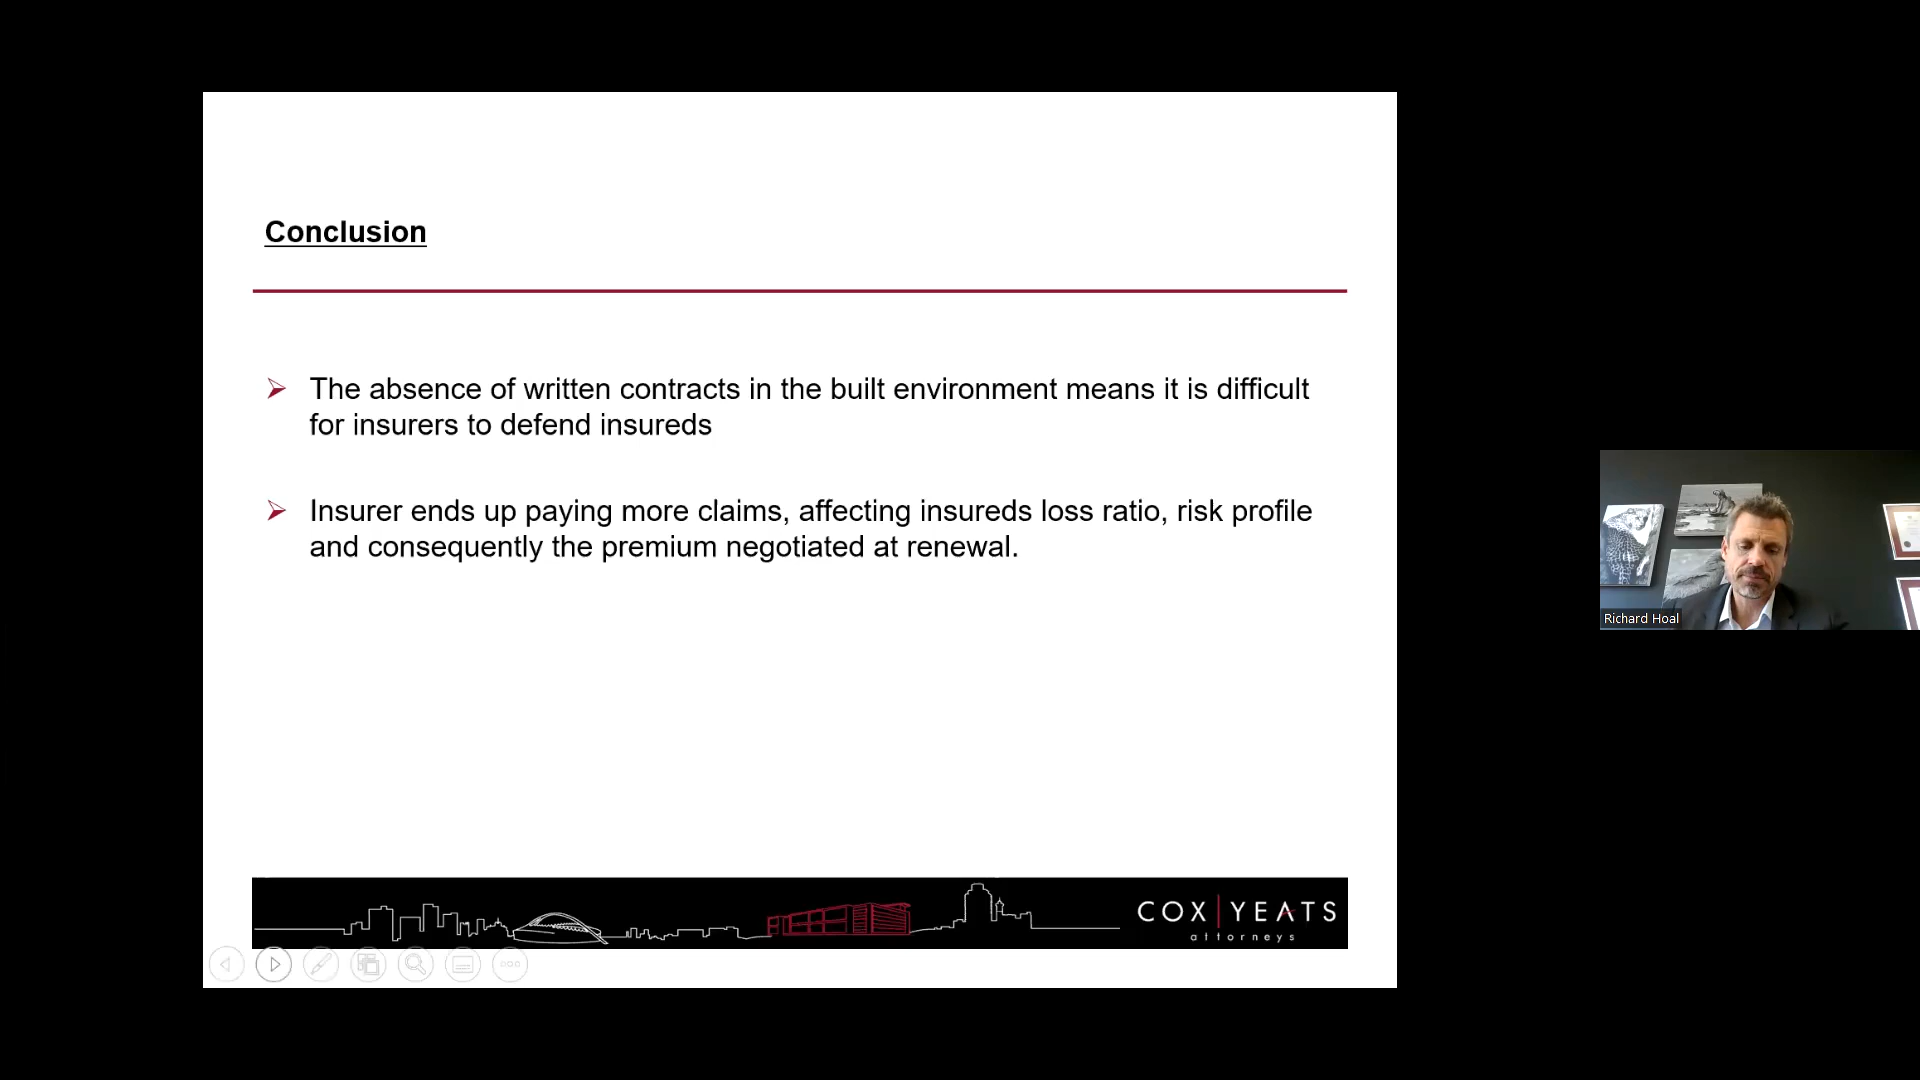 Conclusion
The absence of written contracts in the built environment means it is difficult
for insurers to defend insureds
Insurer ends up paying more claims, affecting insureds loss ratio, risk profile
and consequently the premium negotiated at renewal.
COX YEATS
attorneys
Richard Hoal